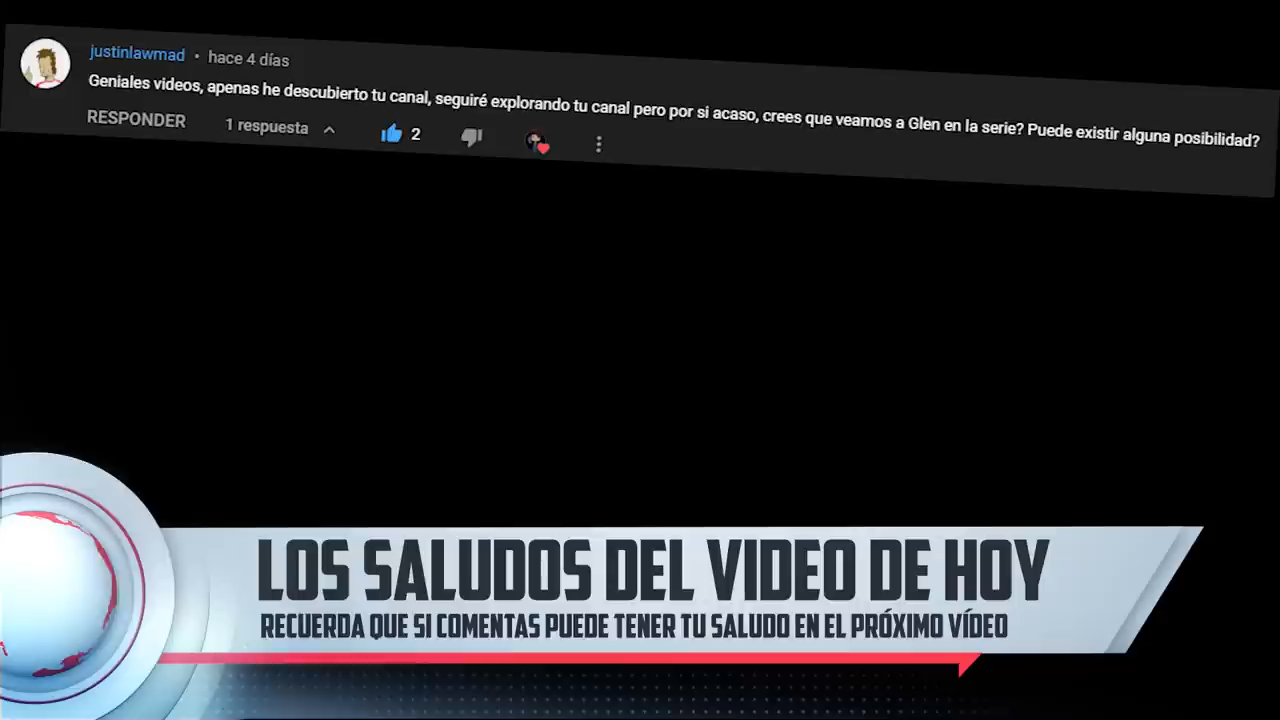 justinlawmad • hace 4 días
Geniales videos, apenas he descubierto tu canal, seguiré explorando tu canal pero por si acaso, crees que veamos a Glen en la serie? Puede existir alguna posibilidad?
RESPONDER 1 respuesta 2
LOS SALUDOS DEL VIDEO DE HOY
RECUERDA QUE SI COMENTAS PUEDE TENER TU SALUDO EN EL PRÓXIMO VÍDEO